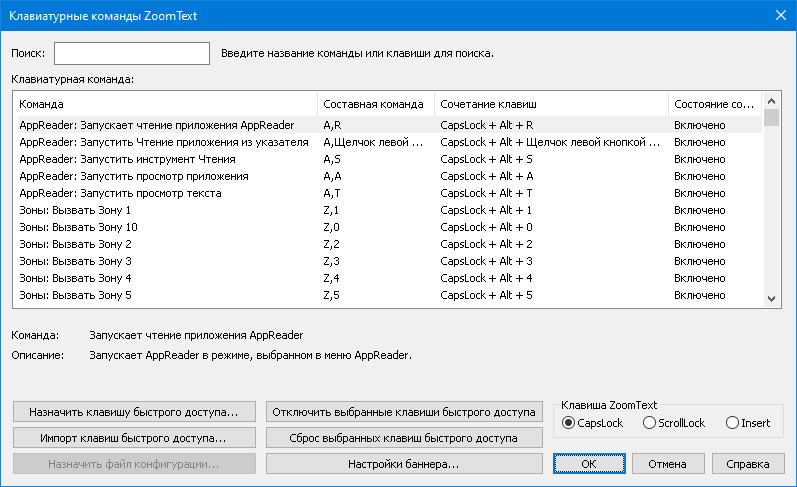 Клавиатурные команды ZoomText
Поиск: Введите название команды или клавиши для поиска.
Клавиатурная команда:
Команда Составная команда Сочетание клавиш Состояние со...
AppReader: Запускает чтение приложения AppReader A,R CapsLock + Alt + R Включено
AppReader: Запустить Чтение приложения из указателя A,Щелчок левой ... CapsLock + Alt + Щелчок левой кнопкой ... Включено
AppReader: Запустить инструмент Чтения A,S CapsLock + Alt + S Включено
AppReader: Запустить просмотр приложения A,A CapsLock + Alt + A Включено
AppReader: Запустить просмотр текста A,T CapsLock + Alt + T Включено
Зоны: Вызвать Зону 1 Z,1 CapsLock + Alt + 1 Включено
Зоны: Вызвать Зону 10 Z,0 CapsLock + Alt + 0 Включено
Зоны: Вызвать Зону 2 Z,2 CapsLock + Alt + 2 Включено
Зоны: Вызвать Зону 3 Z,3 CapsLock + Alt + 3 Включено
Зоны: Вызвать Зону 4 Z,4 CapsLock + Alt + 4 Включено
Зоны: Вызвать Зону 5 Z,5 CapsLock + Alt + 5 Включено
Команда: Запускает чтение приложения AppReader
Описание: Запускает AppReader в режиме, выбранном в меню AppReader.
Назначить клавишу быстрого доступа... Отключить выбранные клавиши быстрого доступа
Импорт клавиш быстрого доступа... Сброс выбранных клавиш быстрого доступа
Назначить файл конфигурации... Настройки баннера...
Клавиша ZoomText
CapsLock ScrollLock Insert
ОК Отмена Справка